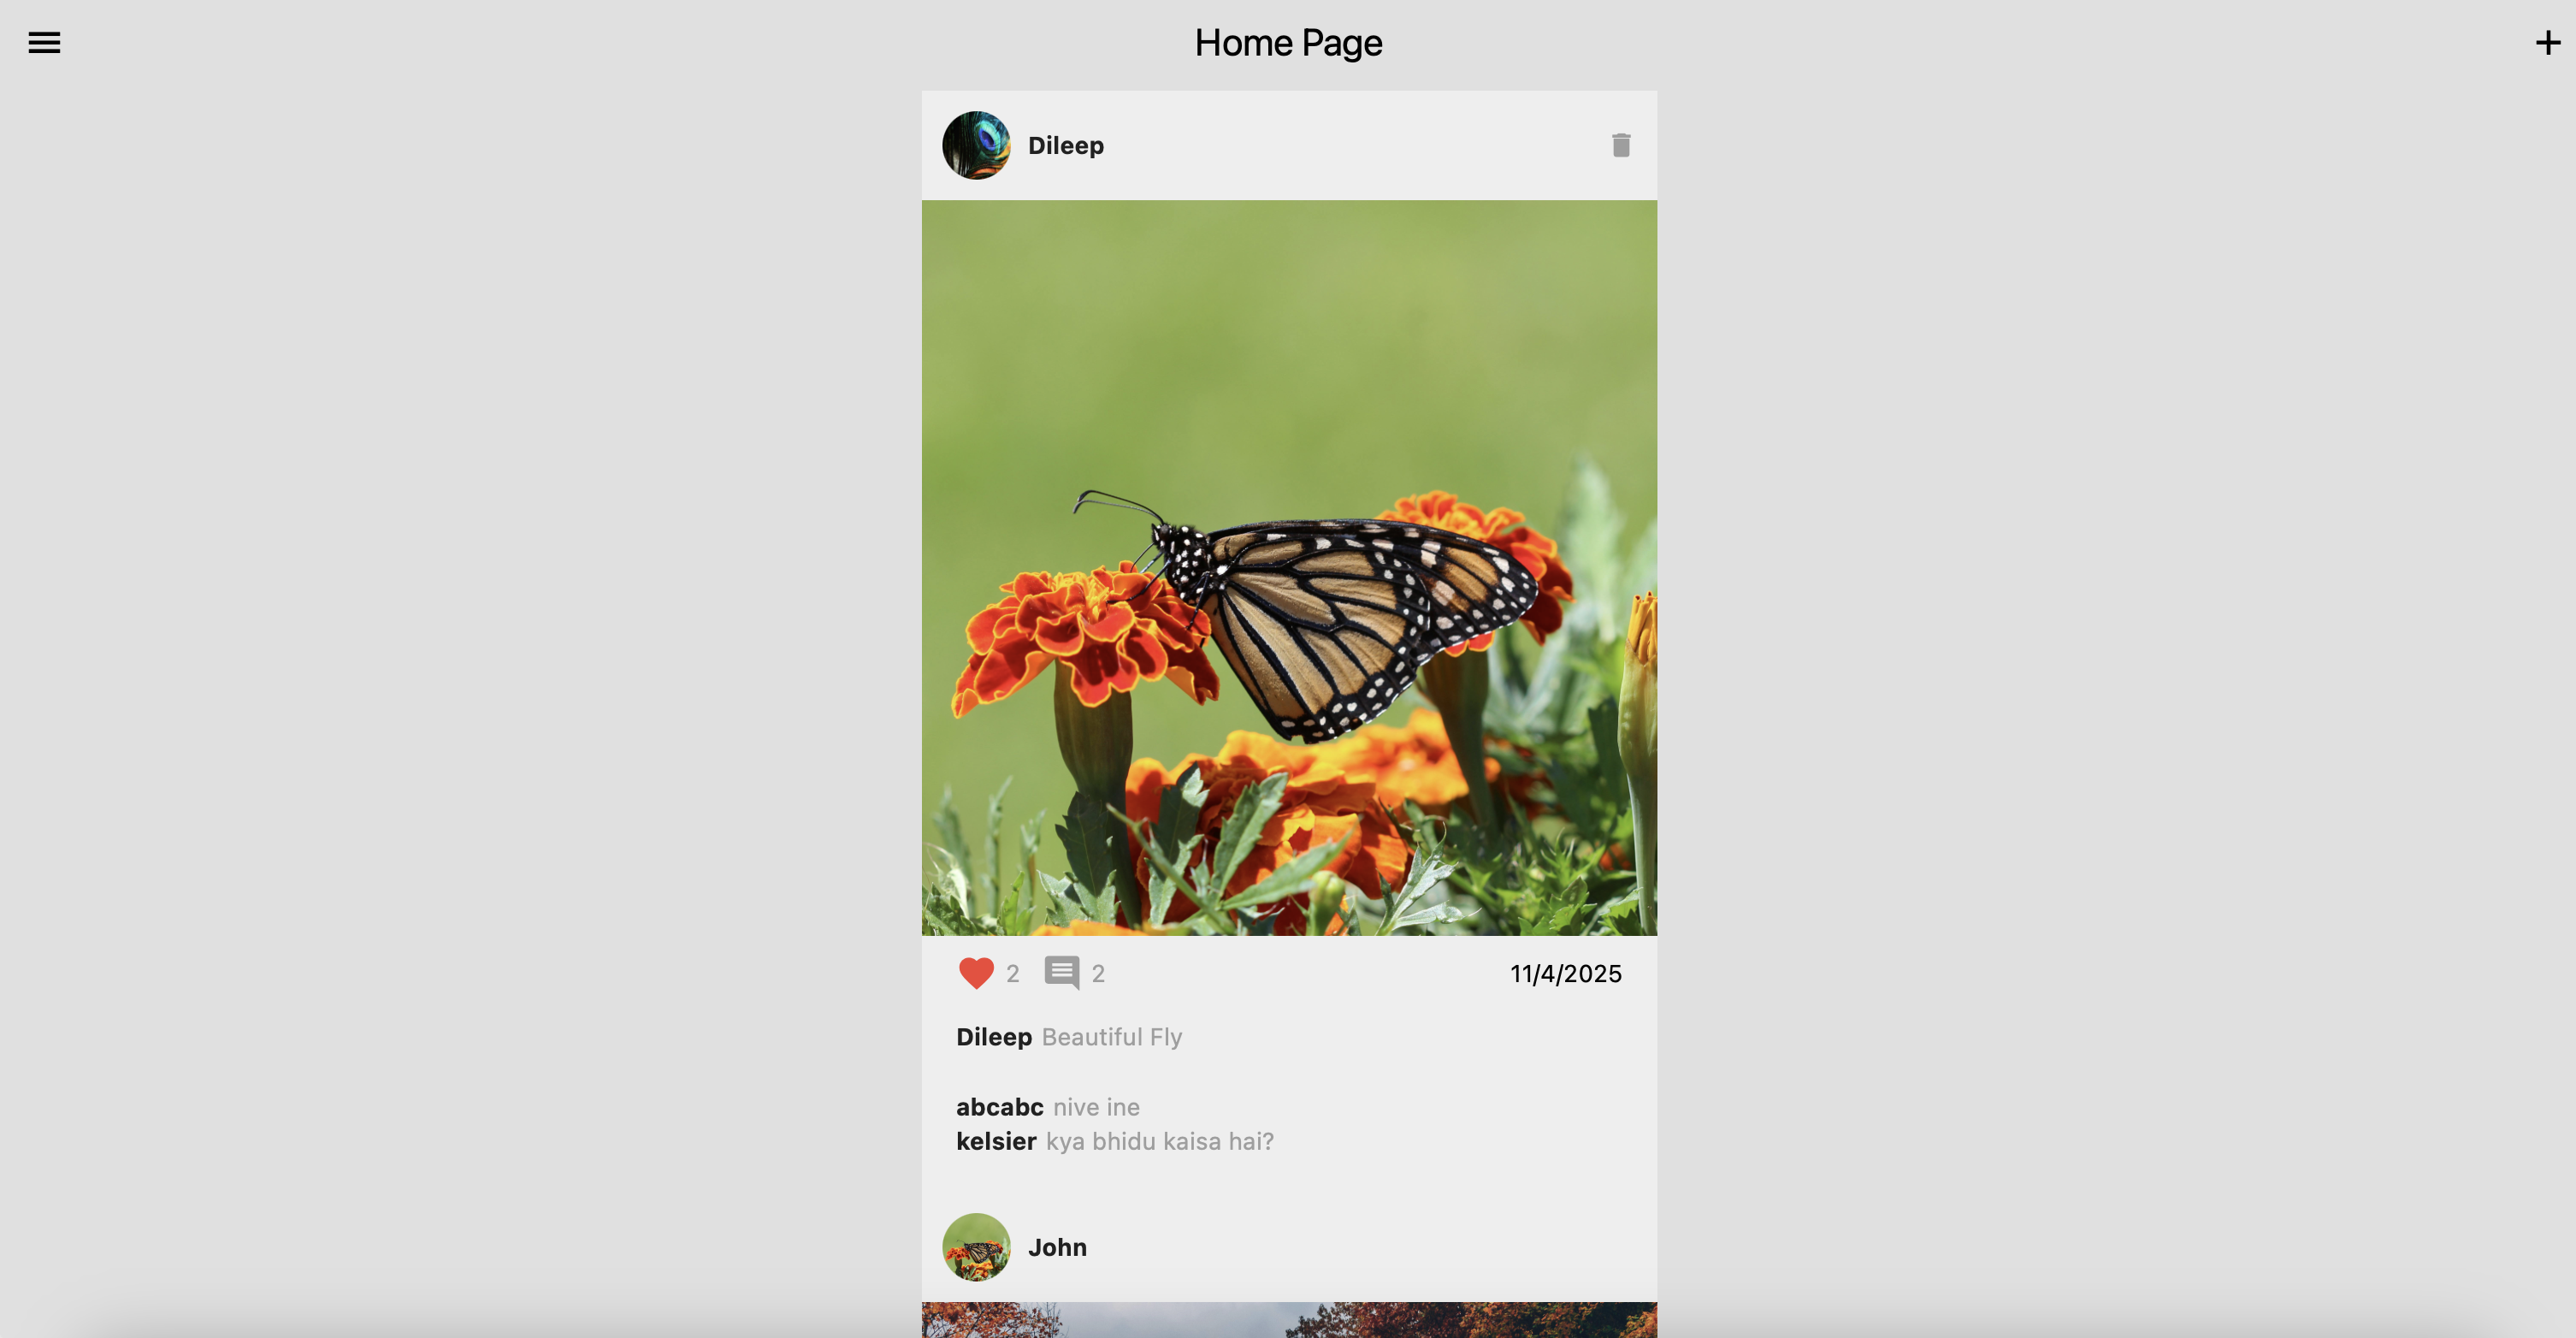 Home Page
Dileep
2 2 11/4/2025
Dileep Beautiful Fly
abcabc nive ine
kelsier kya bhidu kaisa hai?
John